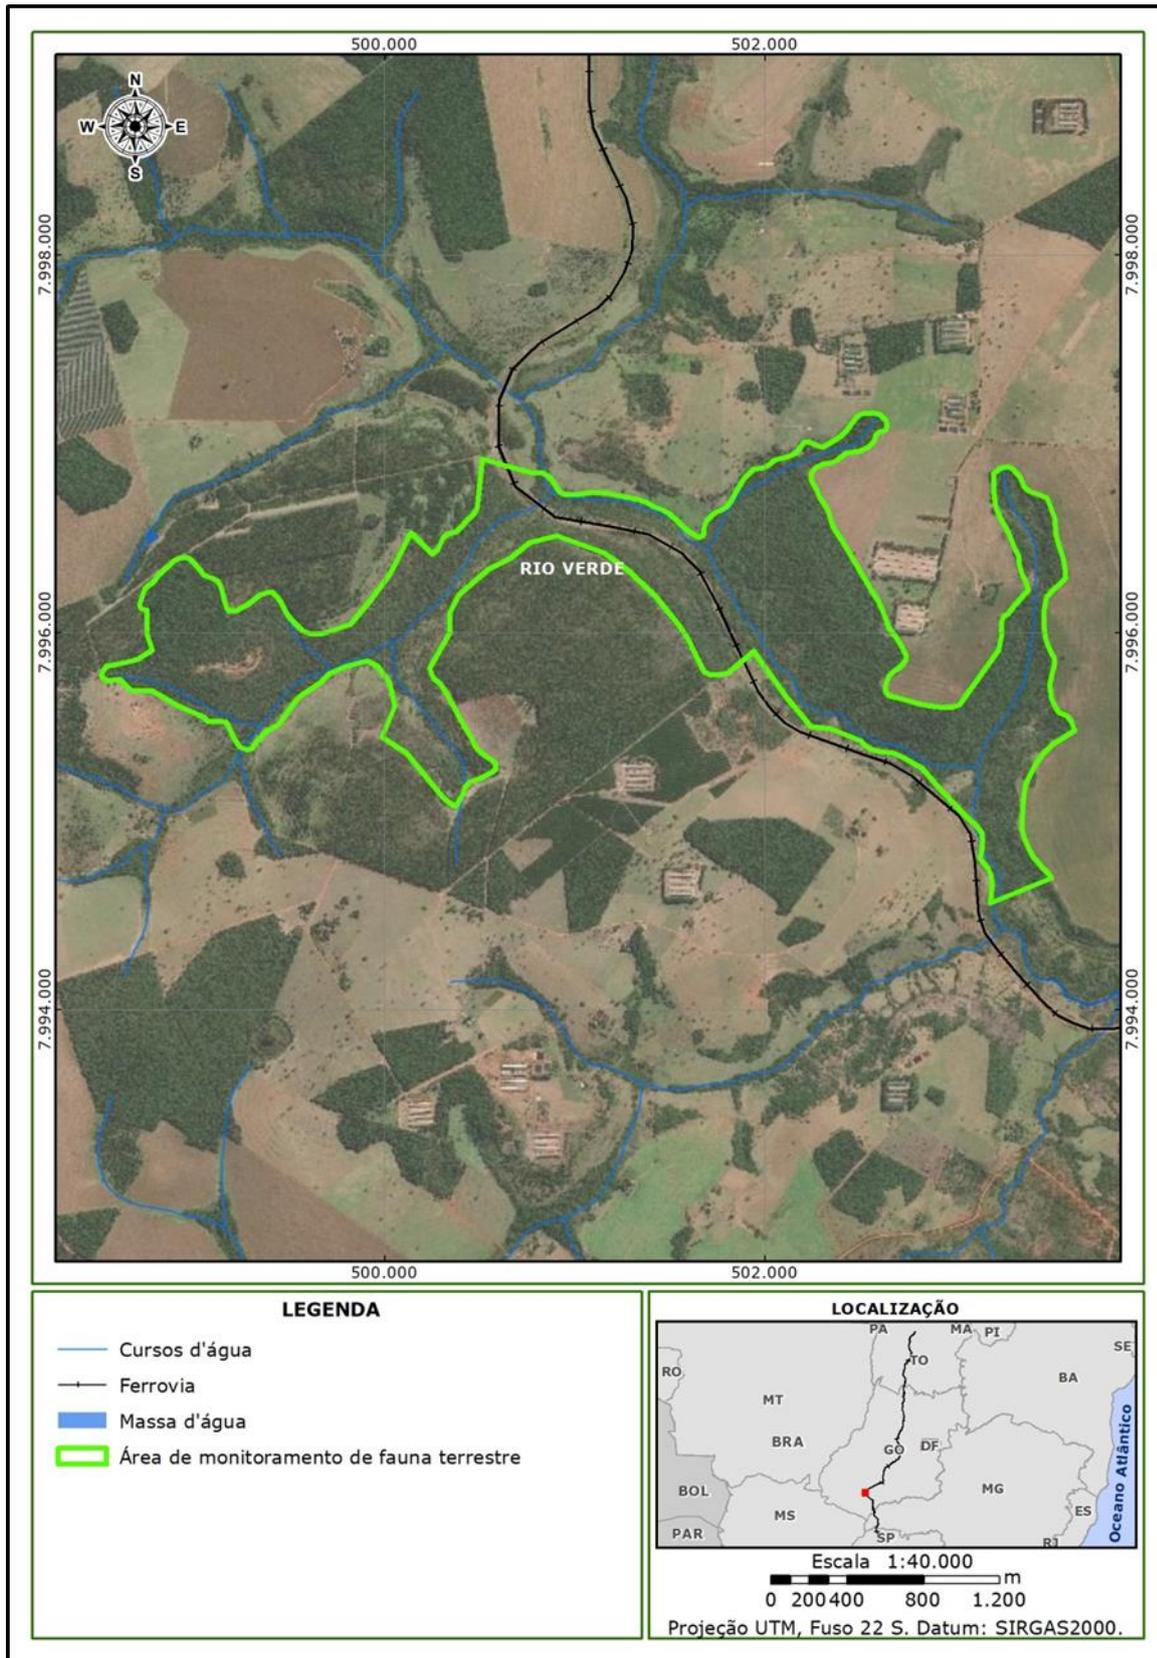 500.000 502.000
N
W E
S
7.998.000 7.998.000
RIO VERDE
7.996.000 7.996.000
7.994.000 7.994.000
500.000 502.000
LEGENDA
Cursos d'água
Ferrovia
Massa d'água
Área de monitoramento de fauna terrestre
LOCALIZAÇÃO
PA MA PI
SE
RO TO
MT BA
BRA GO DF
BOL MG
MS ES
PAR SP RJ
Oceano Atlântico
Escala 1:40.000
m
0 200 400 800 1.200
Projeção UTM, Fuso 22 S. Datum: SIRGAS2000.